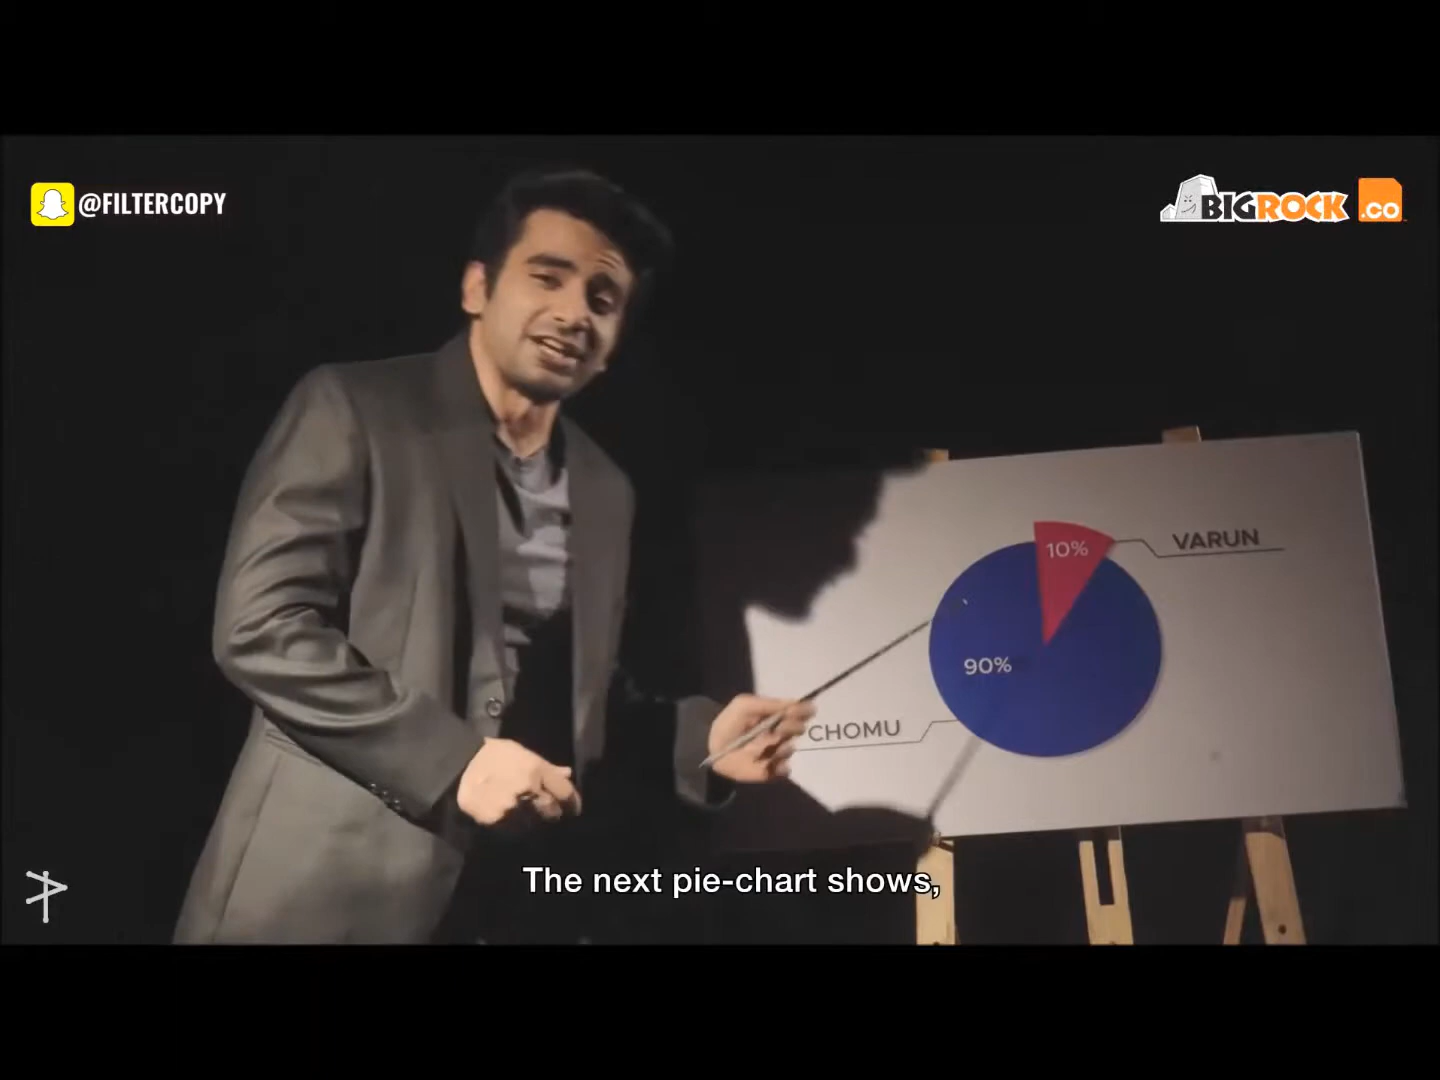 @FILTERCOPY
BIGROCK .co
10%
VARUN
90%
CHOMU
The next pie-chart shows,